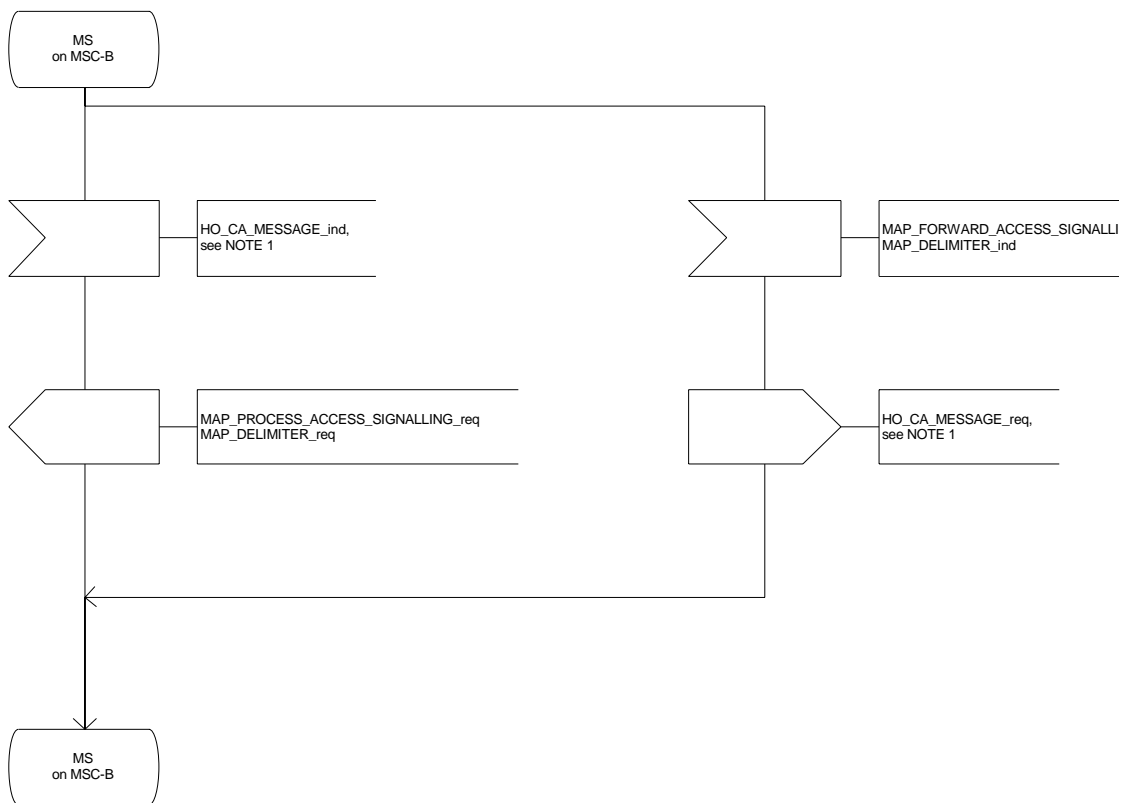 MS
on MSC-B
HO_CA_MESSAGE_ind,
see NOTE 1
MAP_FORWARD_ACCESS_SIGNALLI
MAP_DELIMITER_ind
MAP_PROCESS_ACCESS_SIGNALLING_req
MAP_DELIMITER_req
HO_CA_MESSAGE_req,
see NOTE 1
MS
on MSC-B